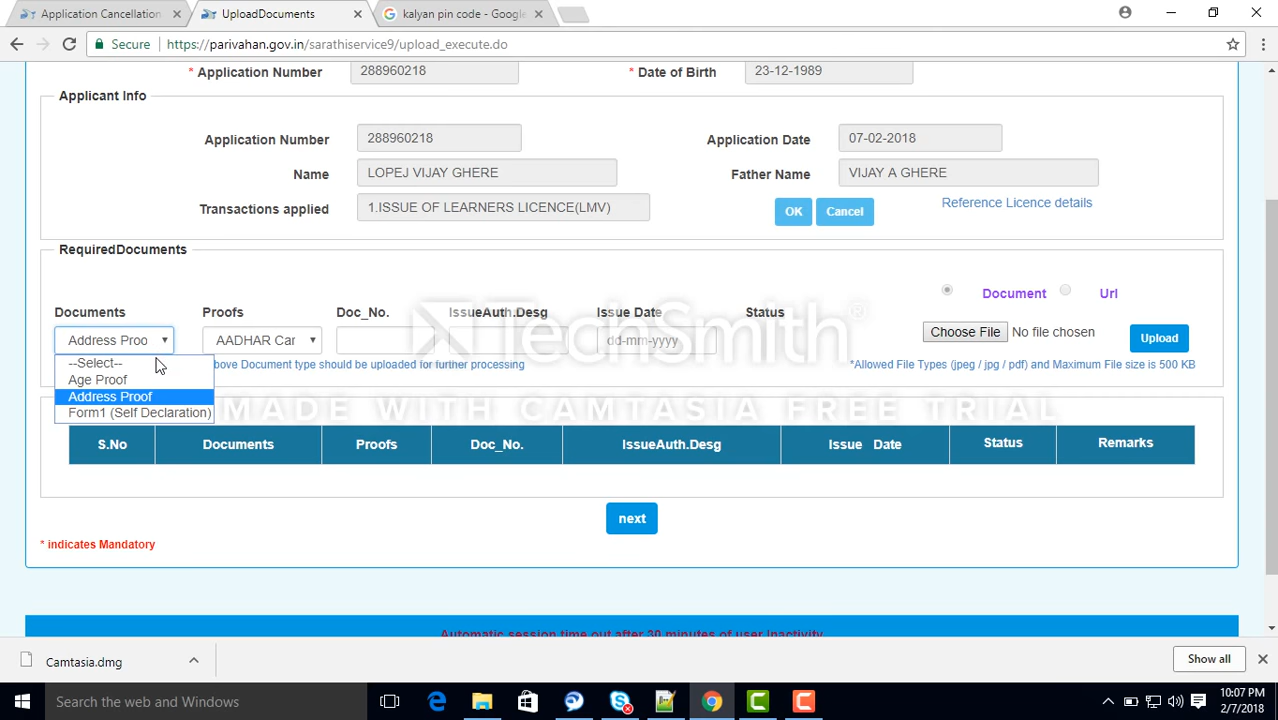 Application Cancellation
UploadDocuments
kalyan pin code - Google
Secure https://parivahan.gov.in/sarathiservice9/upload_execute.do
* Application Number 288960218 * Date of Birth 23-12-1989
Applicant Info
Application Number 288960218 Application Date 07-02-2018
Name LOPEJ VIJAY GHERE Father Name VIJAY A GHERE
Transactions applied 1.ISSUE OF LEARNERS LICENCE(LMV) OK Cancel Reference Licence details
RequiredDocuments
Document Url
Documents Proofs Doc_No. IssueAuth.Desg Issue Date Status
Address Proo AADHAR Car dd-mm-yyyy Choose File No file chosen Upload
--Select--
Age Proof
Address Proof
Form1 (Self Declaration)
bove Document type should be uploaded for further processing *Allowed File Types (jpeg / jpg / pdf) and Maximum File size is 500 KB
TechSmith®
MADE WITH CAMTASIA FREE TRIAL
S.No Documents Proofs Doc_No. IssueAuth.Desg Issue Date Status Remarks
next
* indicates Mandatory
Automatic session time out after 30 minutes of user Inactivity
Camtasia.dmg Show all
Search the web and Windows
10:07 PM
2/7/2018